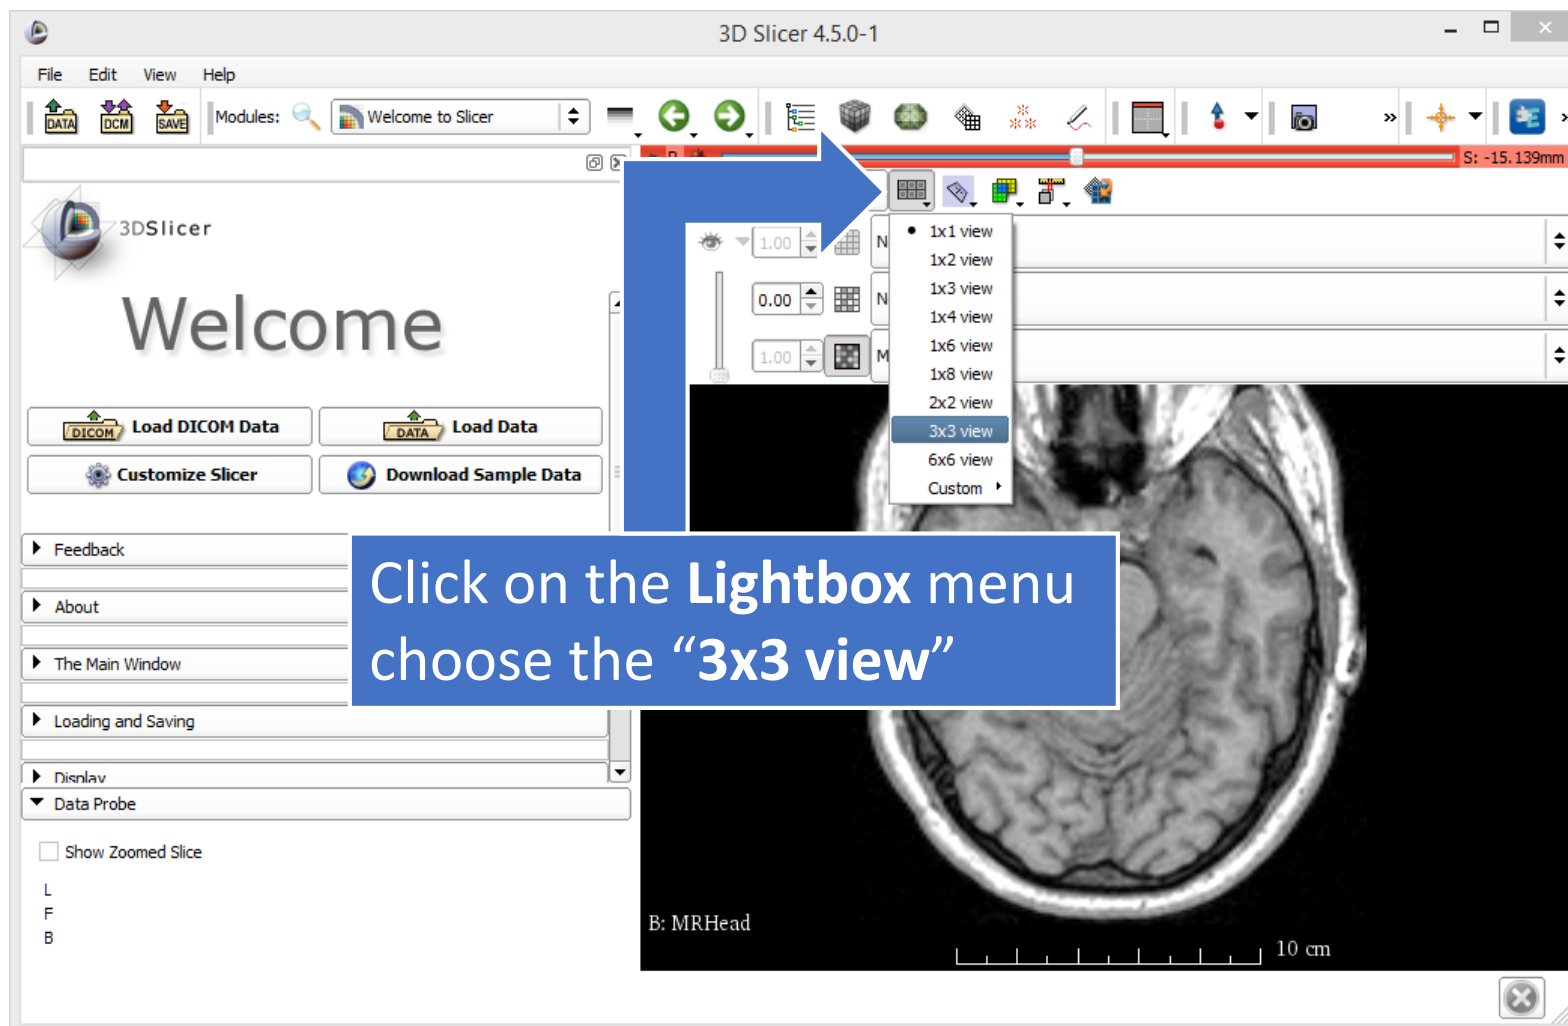 3D Slicer 4.5.0-1
File Edit View Help
DATA DCM SAVE Modules: Welcome to Slicer
S: -15.139mm
3DSlicer
Welcome
1.00 N
0.00 N
1.00 M
1x1 view
1x2 view
1x3 view
1x4 view
1x6 view
1x8 view
2x2 view
3x3 view
6x6 view
Custom
DICOM Load DICOM Data
DATA Load Data
Customize Slicer
Download Sample Data
Feedback
About
The Main Window
Loading and Saving
Display
Data Probe
Show Zoomed Slice
L
F
B
Click on the Lightbox menu
choose the “3x3 view”
B: MRHead
10 cm